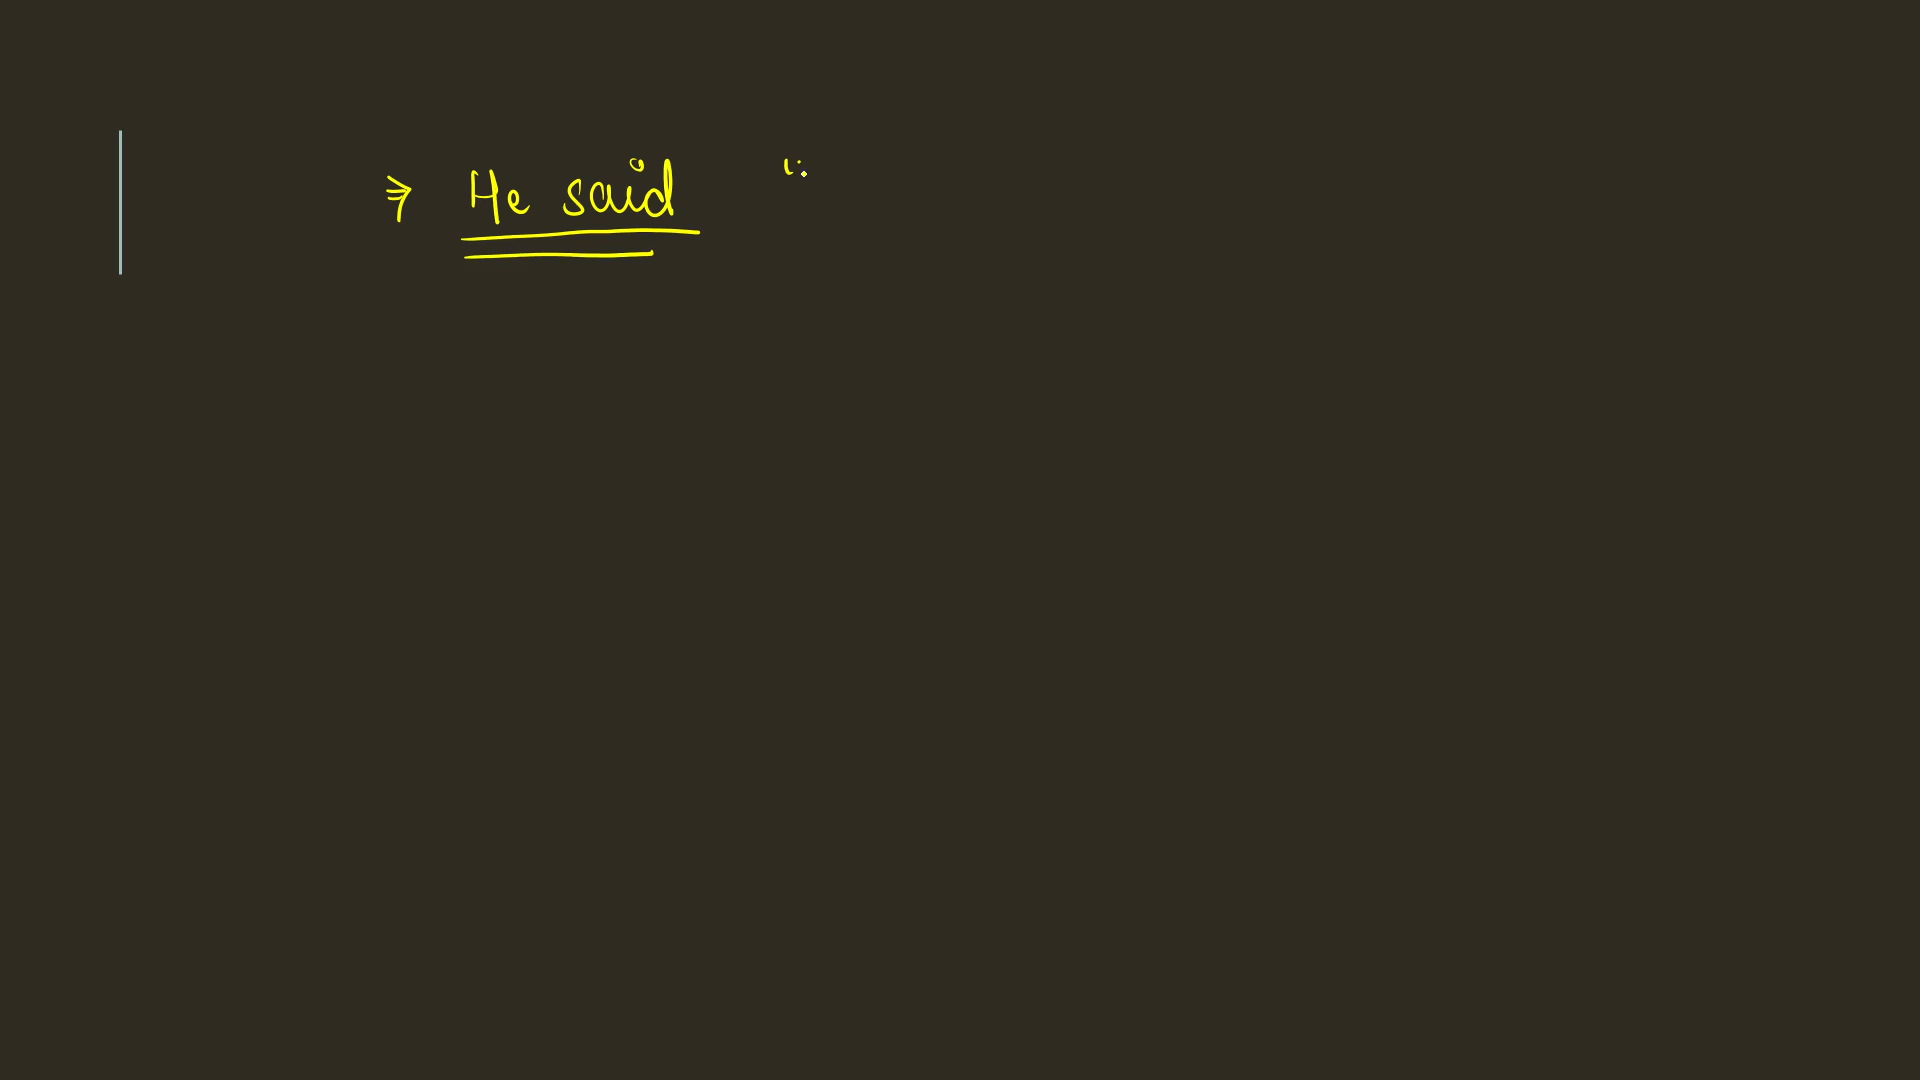 ⇒ He said "